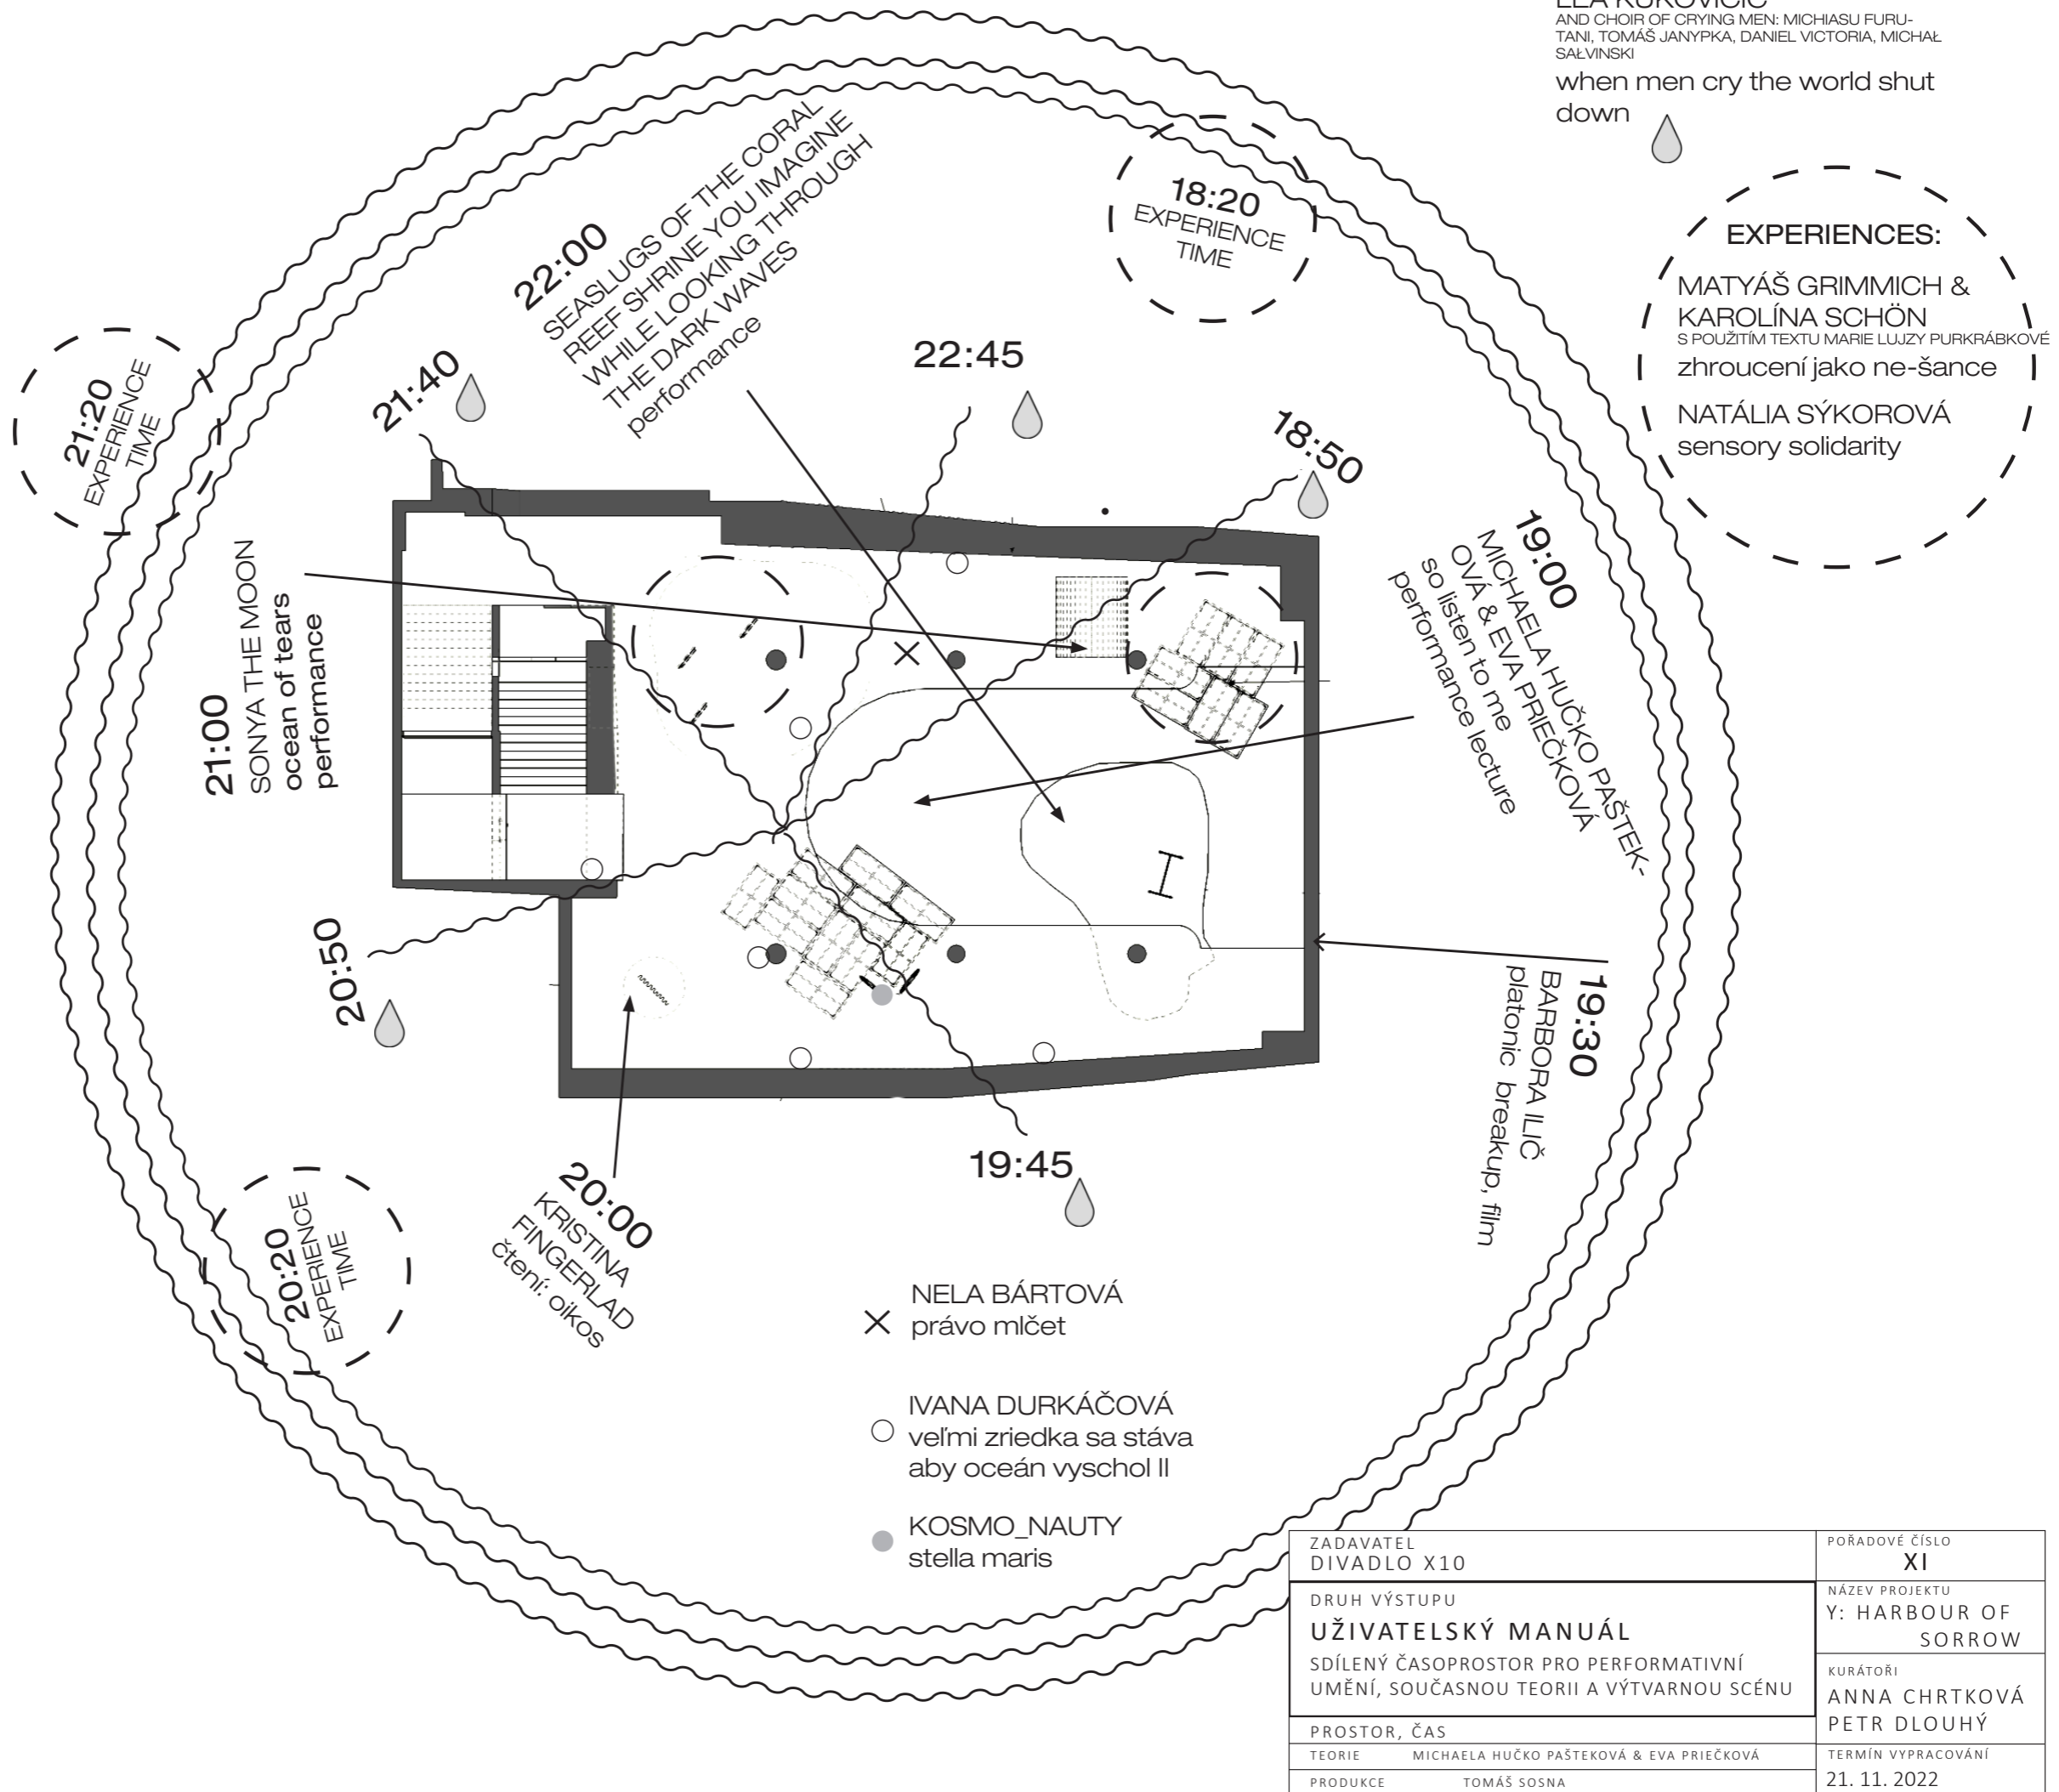 LEA KUKOVIČIČ
AND CHOIR OF CRYING MEN: MICHIASU FURU-
TANI, TOMÁŠ JANYPKA, DANIEL VICTORIA, MICHAŁ
SAŁVINSKI
when men cry the world shut
down
EXPERIENCES:
MATYÁŠ GRIMMICH &
KAROLÍNA SCHÖN
S POUŽITÍM TEXTU MARIE LUJZY PURKRÁBKOVÉ
zhroucení jako ne-šance
NATÁLIA SÝKOROVÁ
sensory solidarity
18:20
EXPERIENCE
TIME
18:50
19:00
MICHAELA HUČKO PAŠTEK-
OVÁ & EVA PRIEČKOVÁ
so listen to me
performance lecture
19:30
BARBORA ILIČ
platonic breakup, film
19:45
20:00
KRISTINA
FINGERLAD
čtení: oikos
20:20
EXPERIENCE
TIME
20:50
21:00
SONYA THE MOON
ocean of tears
performance
21:20
EXPERIENCE
TIME
21:40
22:00
SEASLUGS OF THE CORAL
REEF SHRINE YOU IMAGINE
WHILE LOOKING THROUGH
THE DARK WAVES
performance
22:45
NELA BÁRTOVÁ
právo mlčet
IVANA DURKÁČOVÁ
veľmi zriedka sa stáva
aby oceán vyschol II
KOSMO_NAUTY
stella maris
ZADAVATEL
DIVADLO X10
DRUH VÝSTUPU
UŽIVATELSKÝ MANUÁL
SDÍLENÝ ČASOPROSTOR PRO PERFORMATIVNÍ
UMĚNÍ, SOUČASNOU TEORII A VÝTVARNOU SCÉNU
PROSTOR, ČAS
TEORIE MICHAELA HUČKO PAŠTEKOVÁ & EVA PRIEČKOVÁ
PRODUKCE TOMÁŠ SOSNA
POŘADOVÉ ČÍSLO
XI
NÁZEV PROJEKTU
Y: HARBOUR OF
SORROW
KURÁTOŘI
ANNA CHRTKOVÁ
PETR DLOUHÝ
TERMÍN VYPRACOVÁNÍ
21. 11. 2022